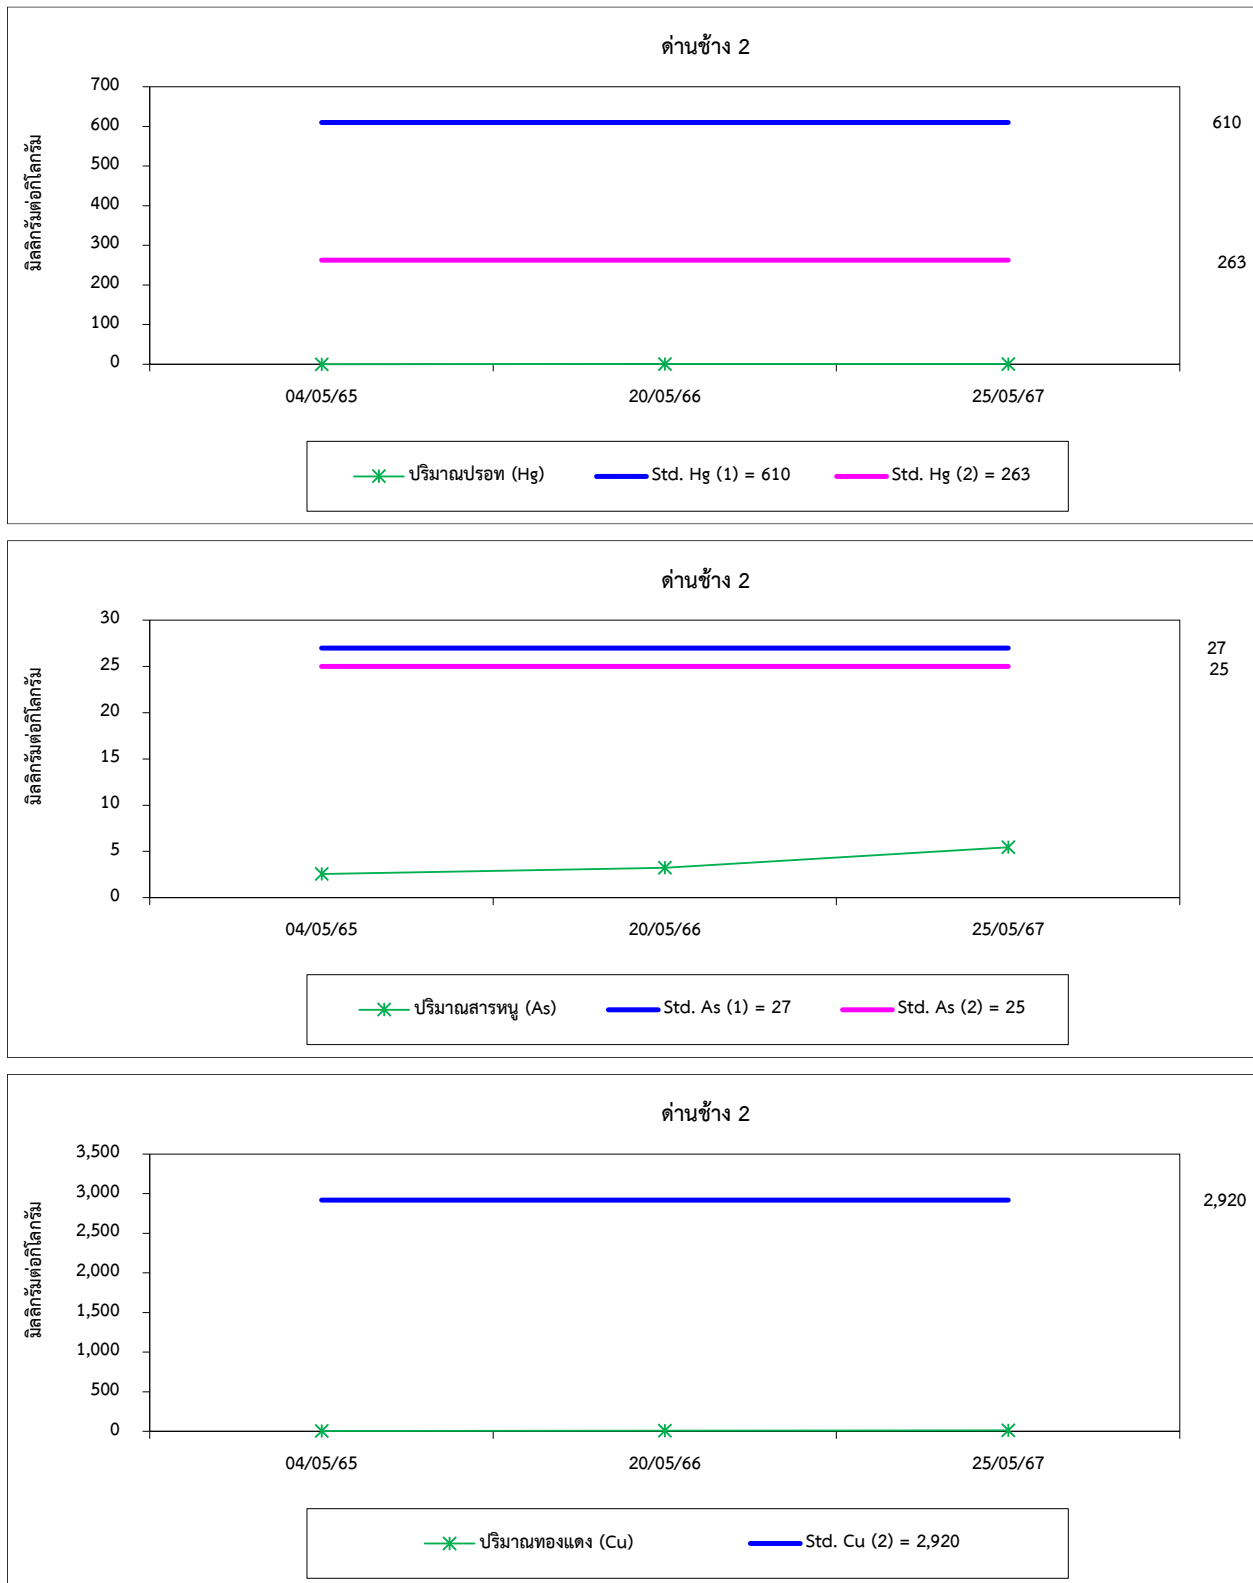 ด่านช้าง 2
มิลลิกรัมต่อกิโลกรัม
700
600
500
400
300
200
100
0
610
263
04/05/65 20/05/66 25/05/67
ปริมาณปรอท (Hg) Std. Hg (1) = 610 Std. Hg (2) = 263
ด่านช้าง 2
มิลลิกรัมต่อกิโลกรัม
30
25
20
15
10
5
0
27
25
04/05/65 20/05/66 25/05/67
ปริมาณสารหนู (As) Std. As (1) = 27 Std. As (2) = 25
ด่านช้าง 2
มิลลิกรัมต่อกิโลกรัม
3,500
3,000
2,500
2,000
1,500
1,000
500
0
2,920
04/05/65 20/05/66 25/05/67
ปริมาณทองแดง (Cu) Std. Cu (2) = 2,920